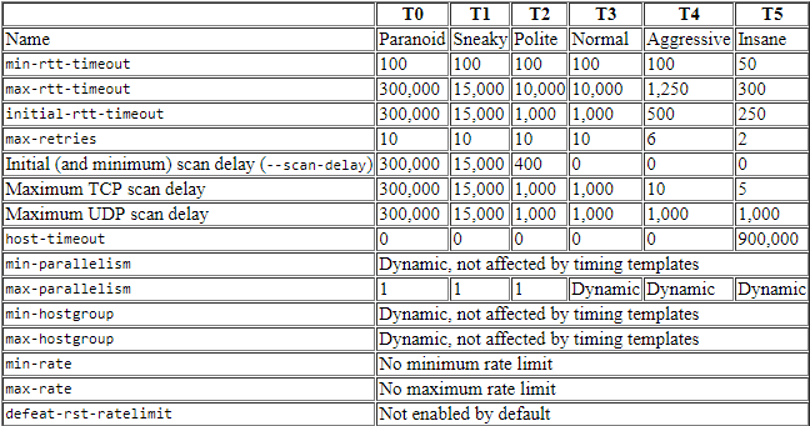 T0 T1 T2 T3 T4 T5
Name Paranoid Sneaky Polite Normal Aggressive Insane
min-rtt-timeout 100 100 100 100 100 50
max-rtt-timeout 300,000 15,000 10,000 10,000 1,250 300
initial-rtt-timeout 300,000 15,000 1,000 1,000 500 250
max-retries 10 10 10 10 6 2
Initial (and minimum) scan delay (--scan-delay) 300,000 15,000 400 0 0 0
Maximum TCP scan delay 300,000 15,000 1,000 1,000 10 5
Maximum UDP scan delay 300,000 15,000 1,000 1,000 1,000 1,000
host-timeout 0 0 0 0 0 900,000
min-parallelism Dynamic, not affected by timing templates
max-parallelism 1 1 1 Dynamic Dynamic Dynamic
min-hostgroup Dynamic, not affected by timing templates
max-hostgroup Dynamic, not affected by timing templates
min-rate No minimum rate limit
max-rate No maximum rate limit
defeat-rst-ratelimit Not enabled by default